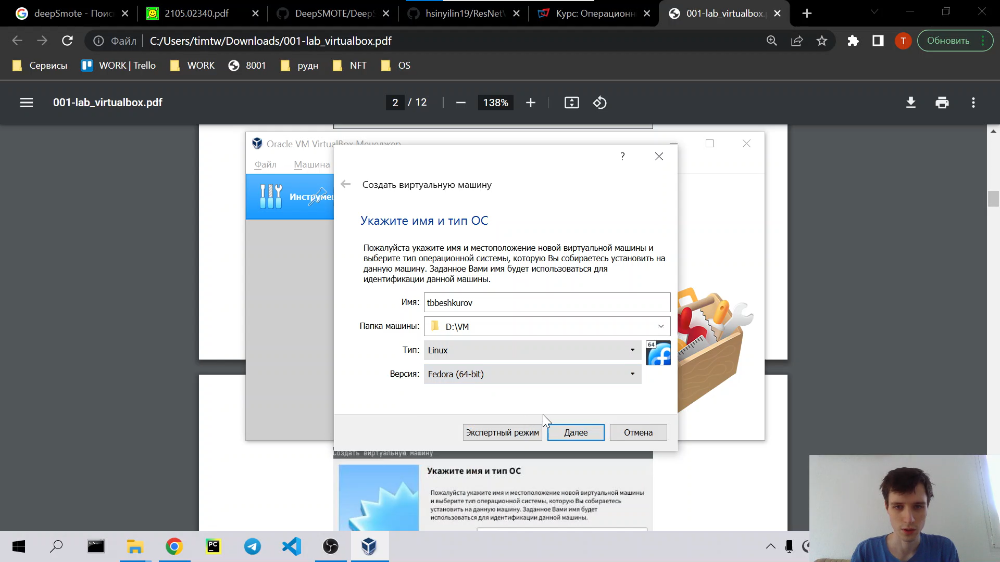 deepSmote - Поис
2105.02340.pdf
DeepSMOTE/DeepS
hsinyilin19/ResNetV
Курс: Операционн
001-lab_virtualbox.p
Файл
C:/Users/timtw/Downloads/001-lab_virtualbox.pdf
T
Обновить
Сервисы
WORK | Trello
WORK
8001
рудн
NFT
OS
001-lab_virtualbox.pdf
2 / 12
138%
Oracle VM VirtualBox Менеджер
?
Файл
Машина
Создать виртуальную машину
Инструмен
Укажите имя и тип ОС
Пожалуйста укажите имя и местоположение новой виртуальной машины и
выберите тип операционной системы, которую Вы собираетесь установить на
данную машину. Заданное Вами имя будет использоваться для
идентификации данной машины.
Имя: tbbeshkurov
Папка машины: D:\VM
Тип: Linux
64
Версия: Fedora (64-bit)
Экспертный режим
Далее
Отмена
Создать виртуальную машину
Укажите имя и тип ОС
Пожалуйста укажите имя и местоположение новой виртуальной машины
и выберите тип операционной системы, которую Вы собираетесь
установить на данную машину. Заданное Вами имя будет
использоваться для идентификации данной машины.
PC